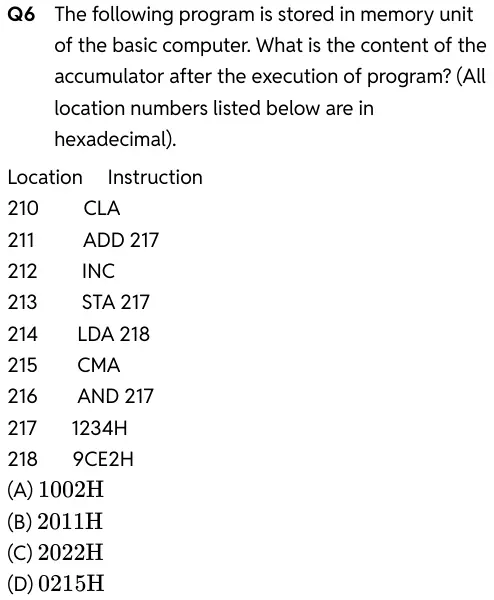 Q6 The following program is stored in memory unit
of the basic computer. What is the content of the
accumulator after the execution of program? (All
location numbers listed below are in
hexadecimal).
Location Instruction
210 CLA
211 ADD 217
212 INC
213 STA 217
214 LDA 218
215 CMA
216 AND 217
217 1234H
218 9CE2H
(A) 1002H
(B) 2011H
(C) 2022H
(D) 0215H